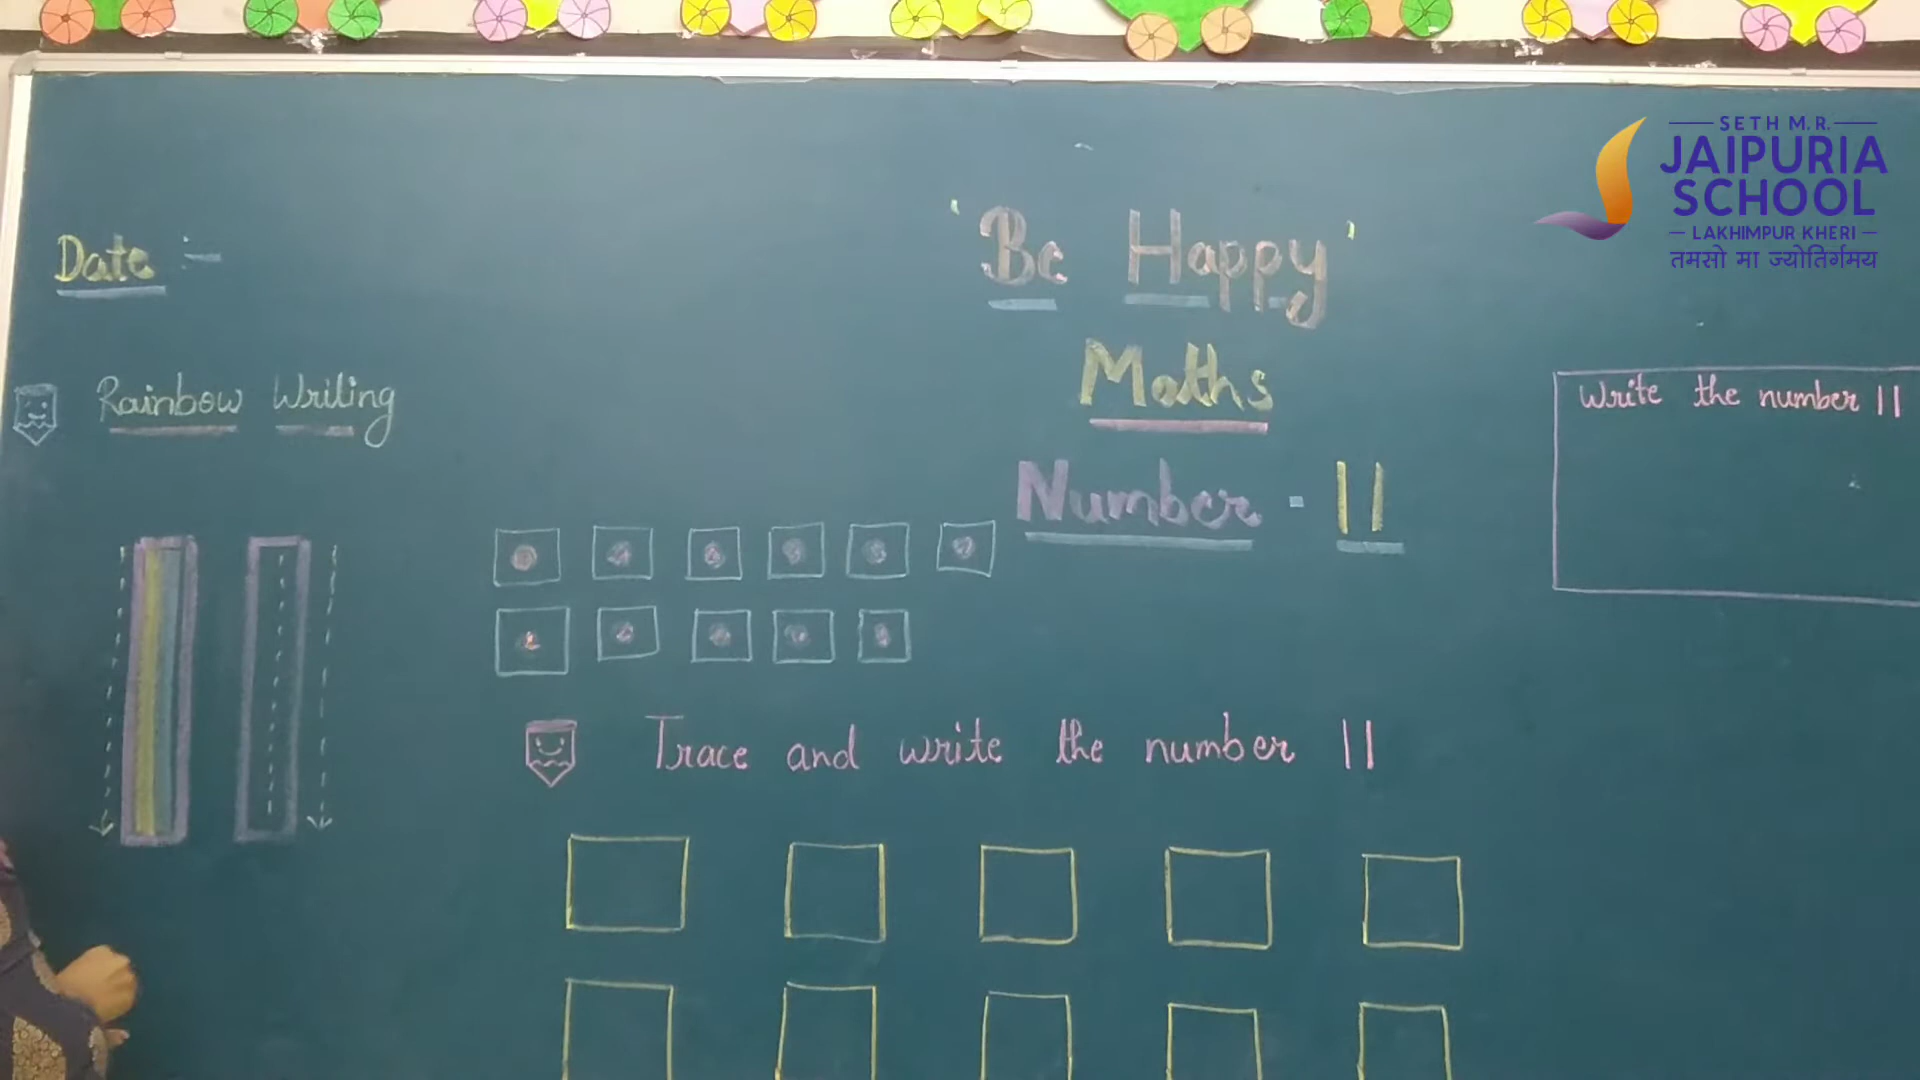 SETH M.R.
JAIPURIA
SCHOOL
LAKHIMPUR KHERI
तमसो मा ज्योतिर्गमय
Date :-
'Be Happy'
Maths
Number - 11
Rainbow Writing
Write the number 11
Trace and write the number 11